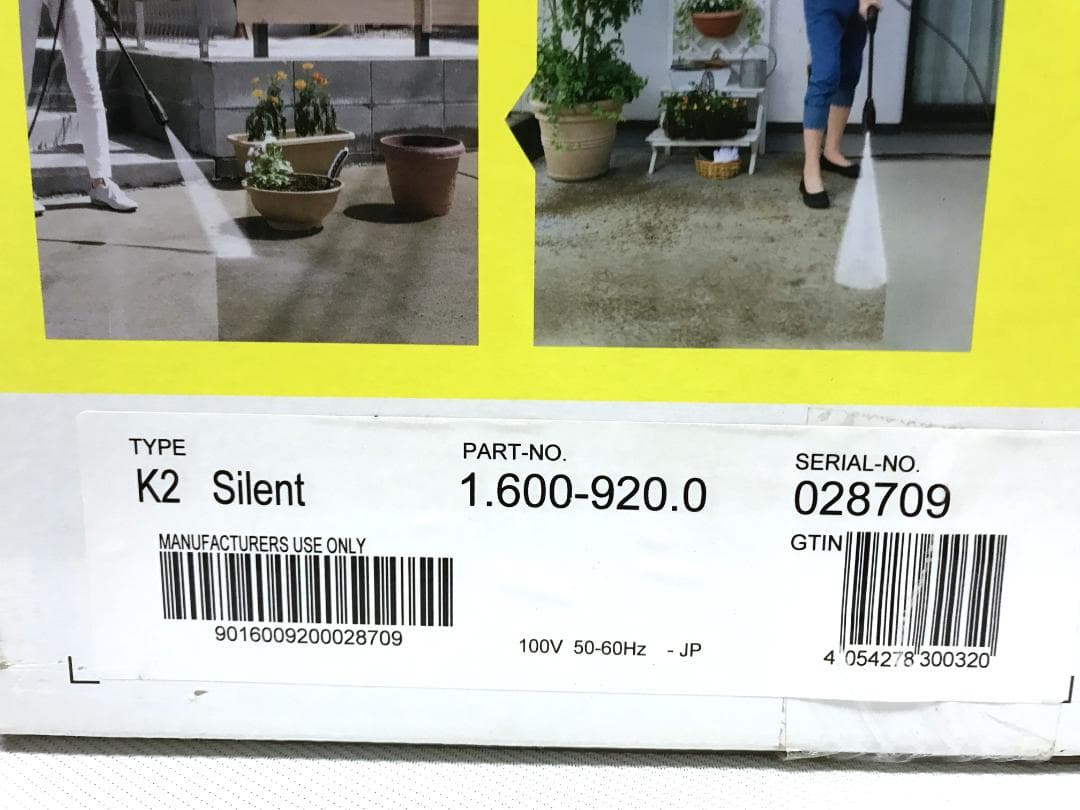 TYPE
K2 Silent
PART-NO.
1.600-920.0
SERIAL-NO.
028709
MANUFACTURERS USE ONLY
9016009200028709
100V 50-60Hz - JP
GTIN
4 054278 300320